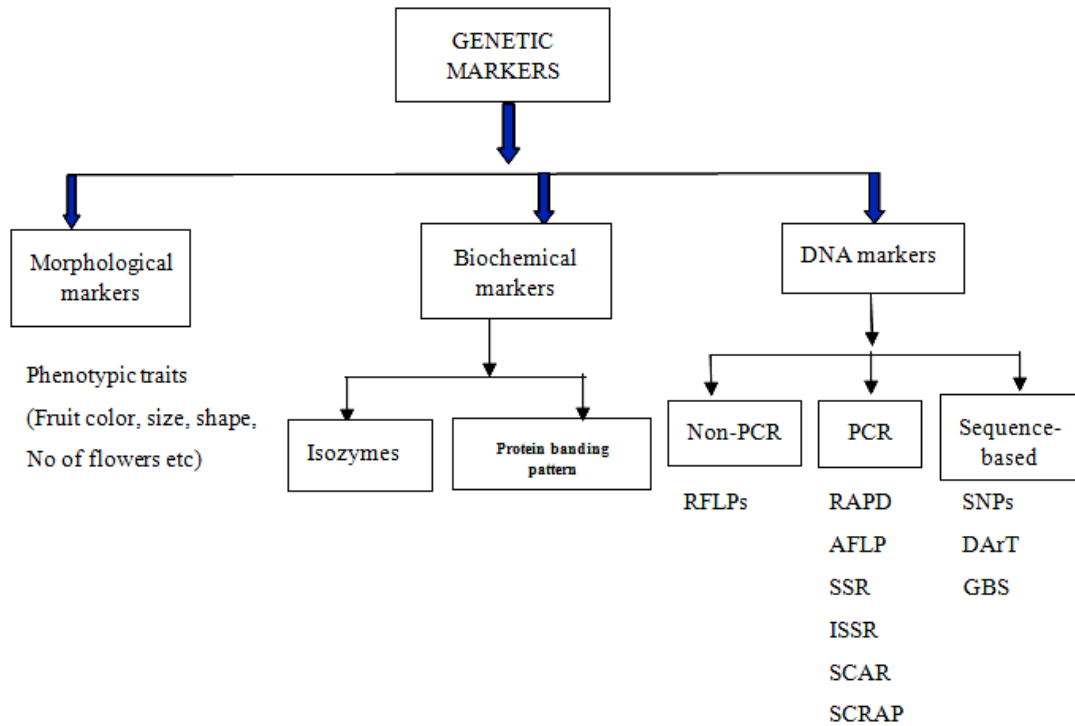 GENETIC
MARKERS
Morphological
markers
Biochemical
markers
DNA markers
Phenotypic traits
(Fruit color, size, shape,
No of flowers etc)
Isozymes
Protein banding
pattern
Non-PCR
PCR
Sequence-
based
RFLPs
RAPD
AFLP
SSR
ISSR
SCAR
SCRAP
SNPs
DArT
GBS